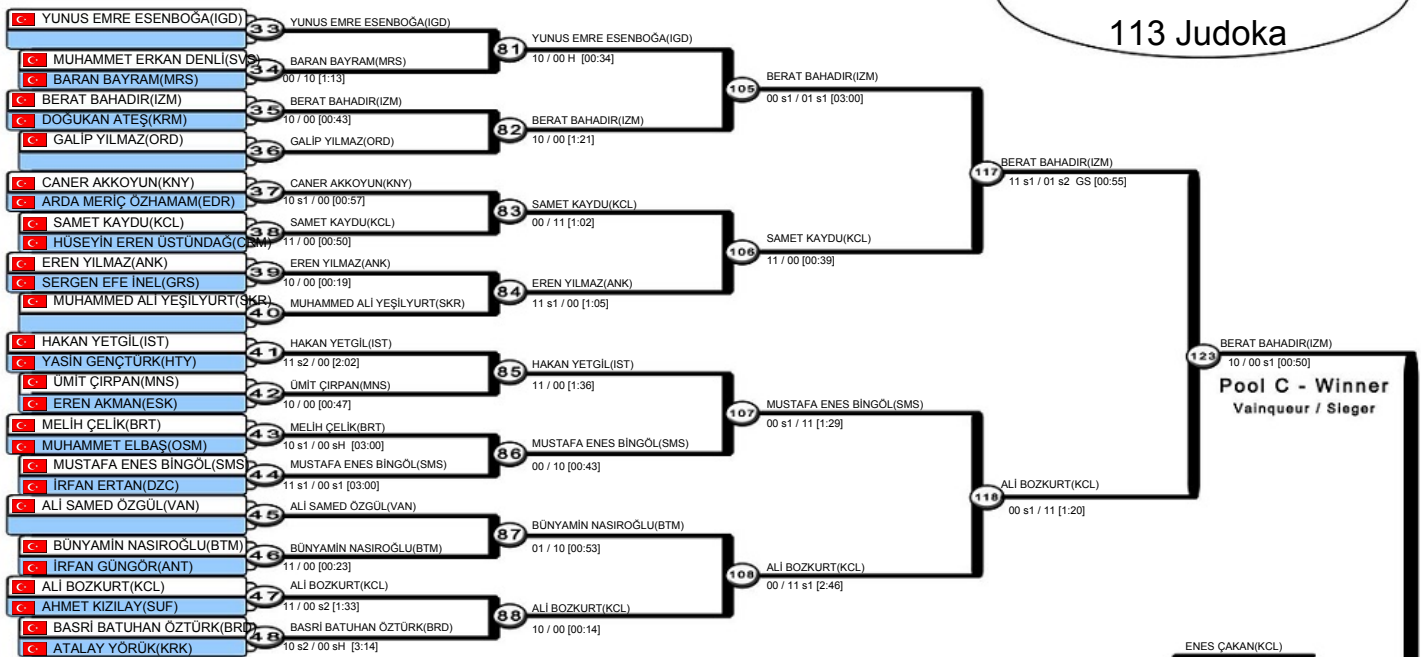 113 Judoka
YUNUS EMRE ESENBOĞA(IGD)
33
MUHAMMET ERKAN DENLİ(SVS)
BARAN BAYRAM(MRS)
34
BERAT BAHADIR(IZM)
DOĞUKAN ATEŞ(KRM)
35
GALİP YILMAZ(ORD)
36
CANER AKKOYUN(KNY)
ARDA MERİÇ ÖZHAMAM(EDR)
37
SAMET KAYDU(KCL)
HÜSEYİN EREN ÜSTÜNDAĞ(CRM)
38
EREN YILMAZ(ANK)
SERGEN EFE İNEL(GRS)
39
MUHAMMED ALİ YEŞİLYURT(SKR)
40
HAKAN YETGİL(IST)
YASİN GENÇTÜRK(HTY)
41
ÜMİT ÇIRPAN(MNS)
EREN AKMAN(ESK)
42
MELİH ÇELİK(BRT)
MUHAMMET ELBAŞ(OSM)
43
MUSTAFA ENES BİNGÖL(SMS)
İRFAN ERTAN(DZC)
44
ALİ SAMED ÖZGÜL(VAN)
45
BÜNYAMİN NASIROĞLU(BTM)
İRFAN GÜNGÖR(ANT)
46
ALİ BOZKURT(KCL)
AHMET KIZILAY(SUF)
47
BASRİ BATUHAN ÖZTÜRK(BRD)
ATALAY YÖRÜK(KRK)
48
YUNUS EMRE ESENBOĞA(IGD)
BARAN BAYRAM(MRS)
00 / 10 [1:13]
81
BERAT BAHADIR(IZM)
10 / 00 [00:43]
GALİP YILMAZ(ORD)
82
CANER AKKOYUN(KNY)
10 s1 / 00 [00:57]
SAMET KAYDU(KCL)
11 / 00 [00:50]
83
EREN YILMAZ(ANK)
10 / 00 [00:19]
MUHAMMED ALİ YEŞİLYURT(SKR)
84
HAKAN YETGİL(IST)
11 s2 / 00 [2:02]
ÜMİT ÇIRPAN(MNS)
10 / 00 [00:47]
85
MELİH ÇELİK(BRT)
10 s1 / 00 sH [03:00]
MUSTAFA ENES BİNGÖL(SMS)
11 s1 / 00 s1 [03:00]
86
ALİ SAMED ÖZGÜL(VAN)
BÜNYAMİN NASIROĞLU(BTM)
11 / 00 [00:23]
87
ALİ BOZKURT(KCL)
11 / 00 s2 [1:33]
BASRİ BATUHAN ÖZTÜRK(BRD)
10 s2 / 00 sH [3:14]
88
YUNUS EMRE ESENBOĞA(IGD)
10 / 00 H [00:34]
BERAT BAHADIR(IZM)
10 / 00 [1:21]
105
SAMET KAYDU(KCL)
00 / 11 [1:02]
EREN YILMAZ(ANK)
11 s1 / 00 [1:05]
106
HAKAN YETGİL(IST)
11 / 00 [1:36]
MUSTAFA ENES BİNGÖL(SMS)
00 / 10 [00:43]
107
BÜNYAMİN NASIROĞLU(BTM)
01 / 10 [00:53]
ALİ BOZKURT(KCL)
10 / 00 [00:14]
108
BERAT BAHADIR(IZM)
00 s1 / 01 s1 [03:00]
SAMET KAYDU(KCL)
11 / 00 [00:39]
117
MUSTAFA ENES BİNGÖL(SMS)
00 s1 / 11 [1:29]
ALİ BOZKURT(KCL)
00 / 11 s1 [2:46]
118
BERAT BAHADIR(IZM)
11 s1 / 01 s2 GS [00:55]
ALİ BOZKURT(KCL)
00 s1 / 11 [1:20]
123
BERAT BAHADIR(IZM)
10 / 00 s1 [00:50]
Pool C - Winner
Vainqueur / Sieger
ENES ÇAKAN(KCL)